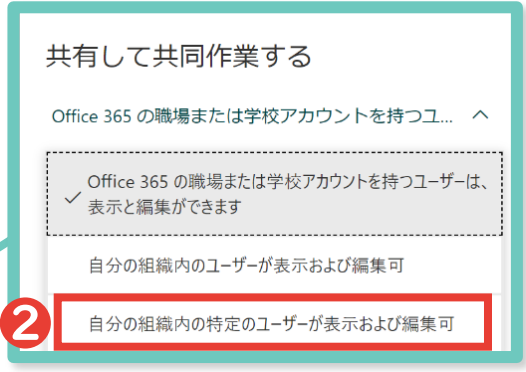 共有して共同作業する
Office 365 の職場または学校アカウントを持つユ...
Office 365 の職場または学校アカウントを持つユーザーは、
表示と編集ができます
自分の組織内のユーザーが表示および編集可
2
自分の組織内の特定のユーザーが表示および編集可